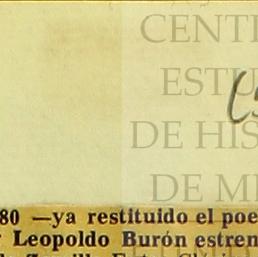 CENT
ESTU
DE HIS
DE M
80 —ya restituido el poe
Leopoldo Burón estren